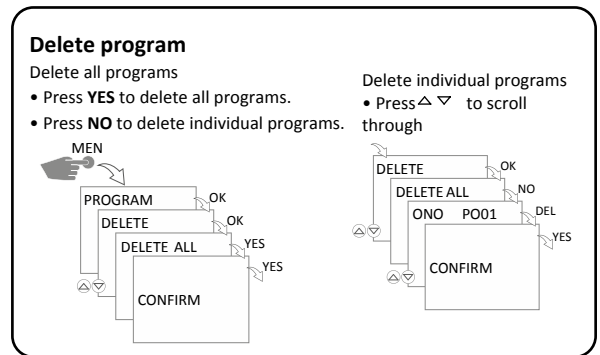 Delete program
Delete all programs
• Press YES to delete all programs.
• Press NO to delete individual programs.
MEN
PROGRAM
OK
DELETE
OK
DELETE ALL
YES
YES
CONFIRM
Delete individual programs
• Press △ ▽ to scroll
through
DELETE
OK
DELETE ALL
NO
ONO PO01
DEL
YES
CONFIRM